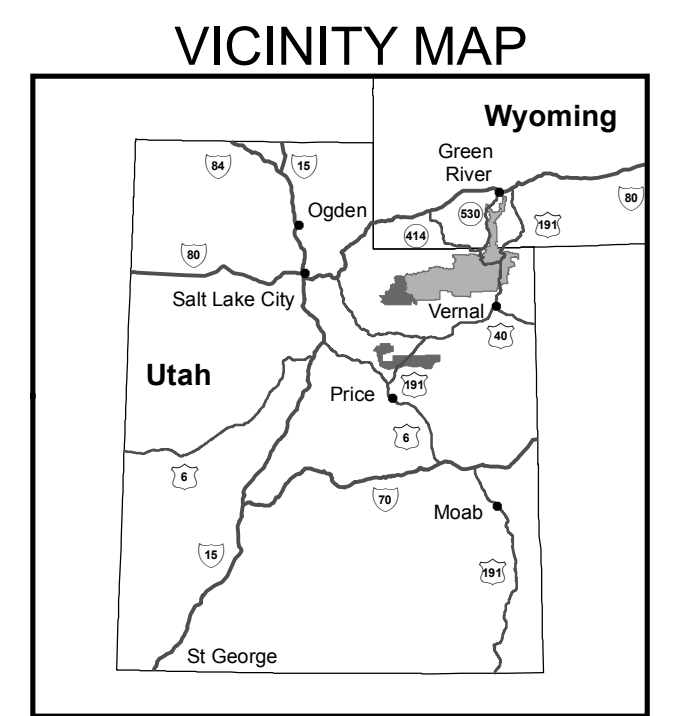 VICINITY MAP
Wyoming
Green
River
84
15
80
530
Ogden
191
414
80
Salt Lake City
Vernal
40
Utah
191
Price
6
6
70
Moab
15
191
St George